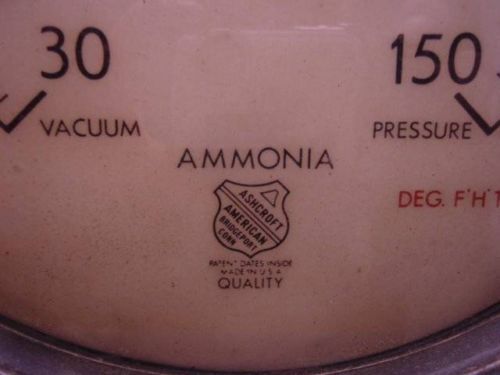 30
150
VACUUM
PRESSURE
AMMONIA
DEG. F'H'T
ASHCROFT
AMERICAN
BRIDGEPORT
CONN
PATENT DATES INSIDE
MADE IN U.S.A
QUALITY